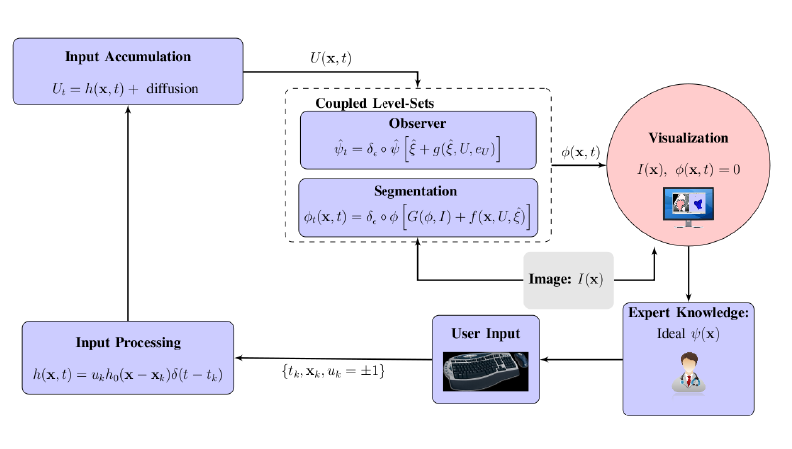 Input Accumulation
U_t = h(x, t) + diffusion
U(x, t)
Coupled Level-Sets
Observer
ψ̂_t = δ_ϵ ∘ ψ̂ [ξ̂ + g(ξ̂, U, e_U)]
Segmentation
ϕ_t(x, t) = δ_ϵ ∘ ϕ [G(ϕ, I) + f(x, U, ξ̂)]
ϕ(x, t)
Visualization
I(x), ϕ(x, t) = 0
Image: I(x)
Expert Knowledge:
Ideal ψ(x)
User Input
{t_k, x_k, u_k = ±1}
Input Processing
h(x, t) = u_k h_0(x − x_k)δ(t − t_k)